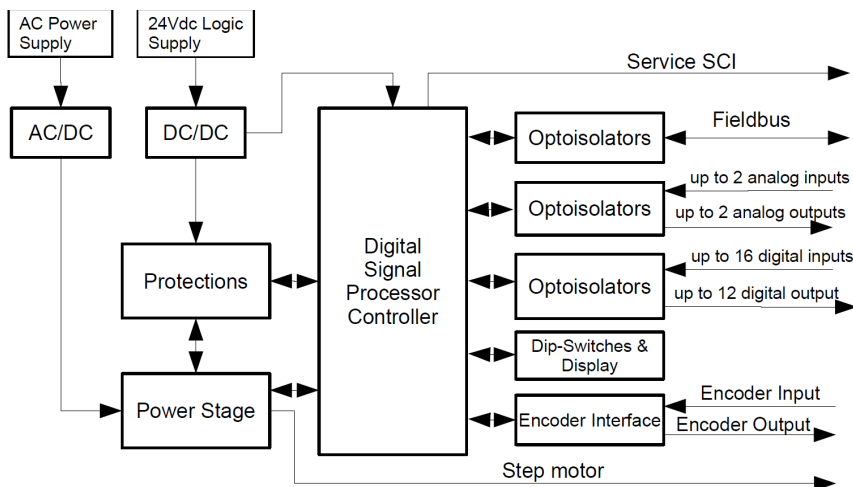 AC Power
Supply
24Vdc Logic
Supply
Service SCI
AC/DC
DC/DC
Optoisolators
Fieldbus
Optoisolators
up to 2 analog inputs
up to 2 analog outputs
Protections
Digital
Signal
Processor
Controller
Optoisolators
up to 16 digital inputs
up to 12 digital output
Dip-Switches &
Display
Power Stage
Encoder Interface
Encoder Input
Encoder Output
Step motor